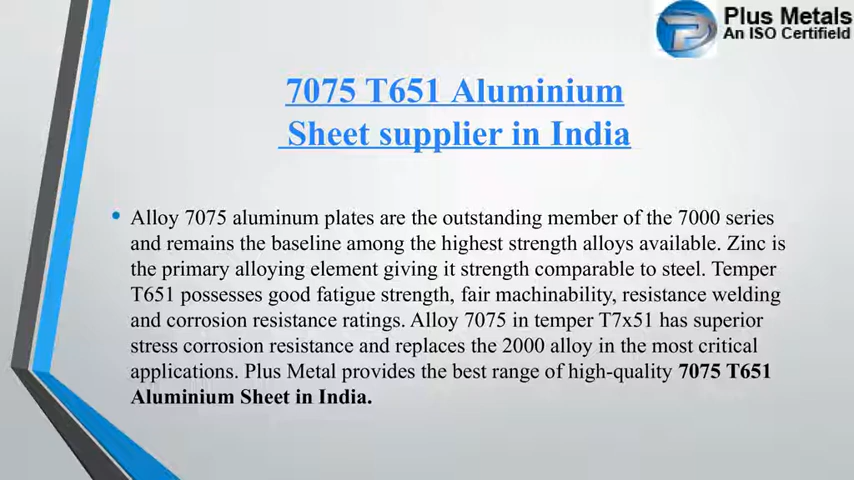 Plus Metals
An ISO Certifield
7075 T651 Aluminium
Sheet supplier in India
• Alloy 7075 aluminum plates are the outstanding member of the 7000 series
and remains the baseline among the highest strength alloys available. Zinc is
the primary alloying element giving it strength comparable to steel. Temper
T651 possesses good fatigue strength, fair machinability, resistance welding
and corrosion resistance ratings. Alloy 7075 in temper T7x51 has superior
stress corrosion resistance and replaces the 2000 alloy in the most critical
applications. Plus Metal provides the best range of high-quality 7075 T651
Aluminium Sheet in India.